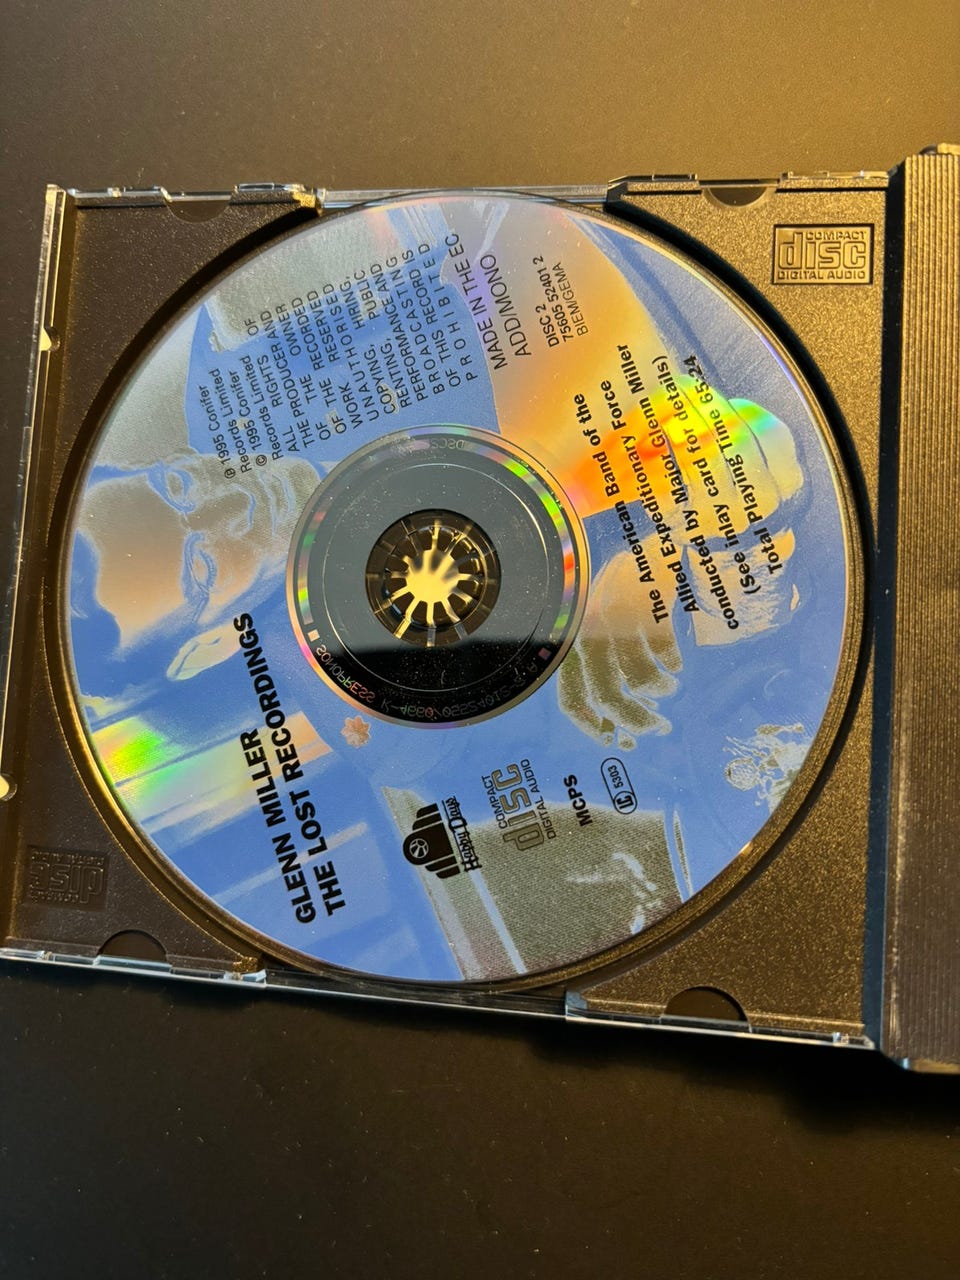 GLENN MILLER
THE LOST RECORDINGS
℗ 1995 Conifer
Records Limited
© 1995 Conifer
Records Limited
ALL RIGHTS OF
THE PRODUCER AND
OF THE OWNER
OF THE RECORDED
WORK RESERVED
UNAUTHORISED
COPYING, HIRING,
RENTING, PUBLIC
PERFORMANCE AND
BROADCASTING
OF THIS RECORD IS
PROHIBITED
MADE IN THE EC
ADD/MONO
DISC 2
75605 52401 2
BIEM/GEMA
Happy Days
COMPACT
disc
DIGITAL AUDIO
MCPS
LC 5303
The American Band of the
Allied Expeditionary Force
conducted by Major Glenn Miller
(See inlay card for details)
Total Playing Time 65.24
COMPACT
disc
DIGITAL AUDIO